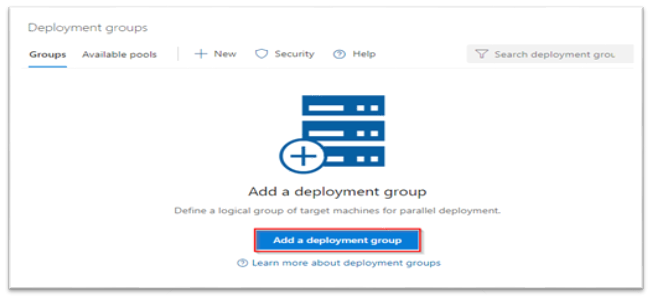 Deployment groups
Groups Available pools New Security Help Search deployment grou
Add a deployment group
Define a logical group of target machines for parallel deployment.
Add a deployment group
Learn more about deployment groups